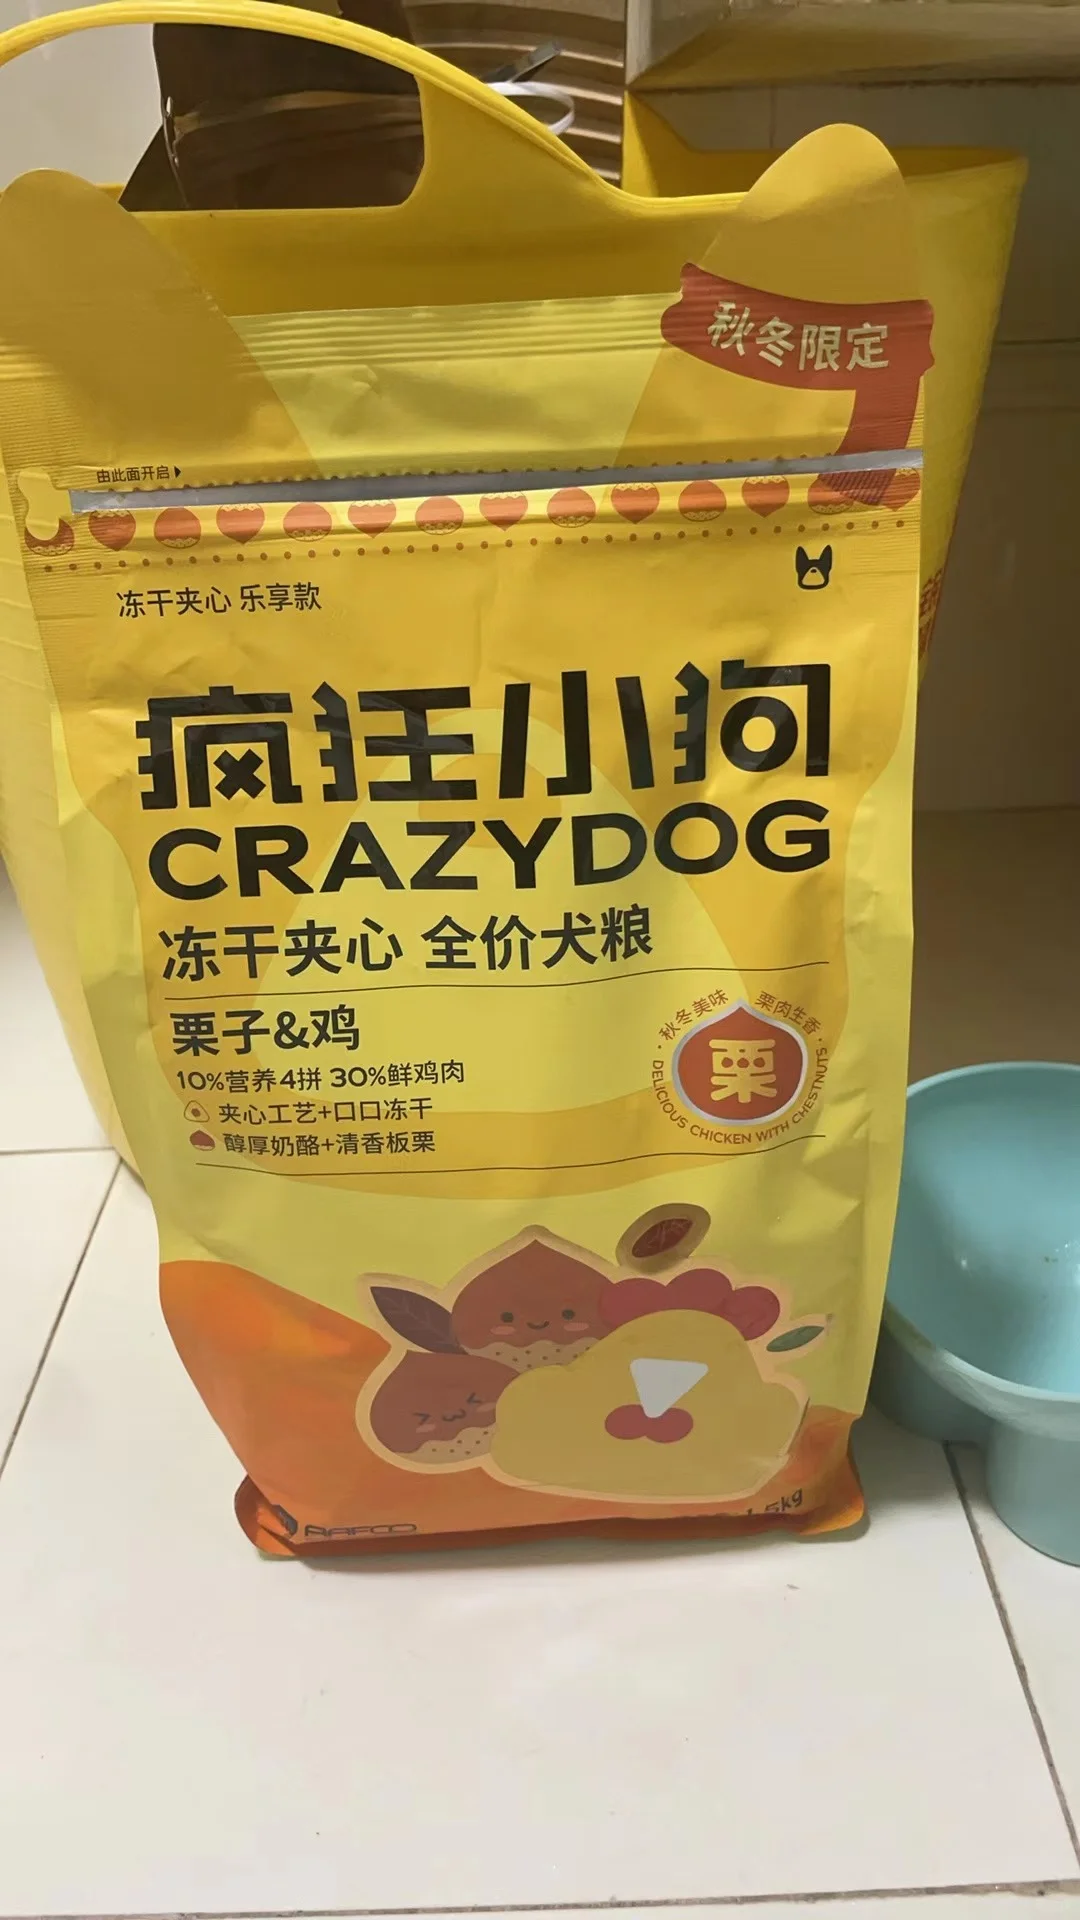 秋冬限定
由此面开启
冻干夹心 乐享款
疯狂小狗
CRAZYDOG
冻干夹心 全价犬粮
栗子&鸡
10%营养4拼 30%鲜鸡肉
夹心工艺+口口冻干
醇厚奶酪+清香板栗
·秋冬美味 栗肉生香·
栗
DELICIOUS CHICKEN WITH CHESTNUTS
1.5kg